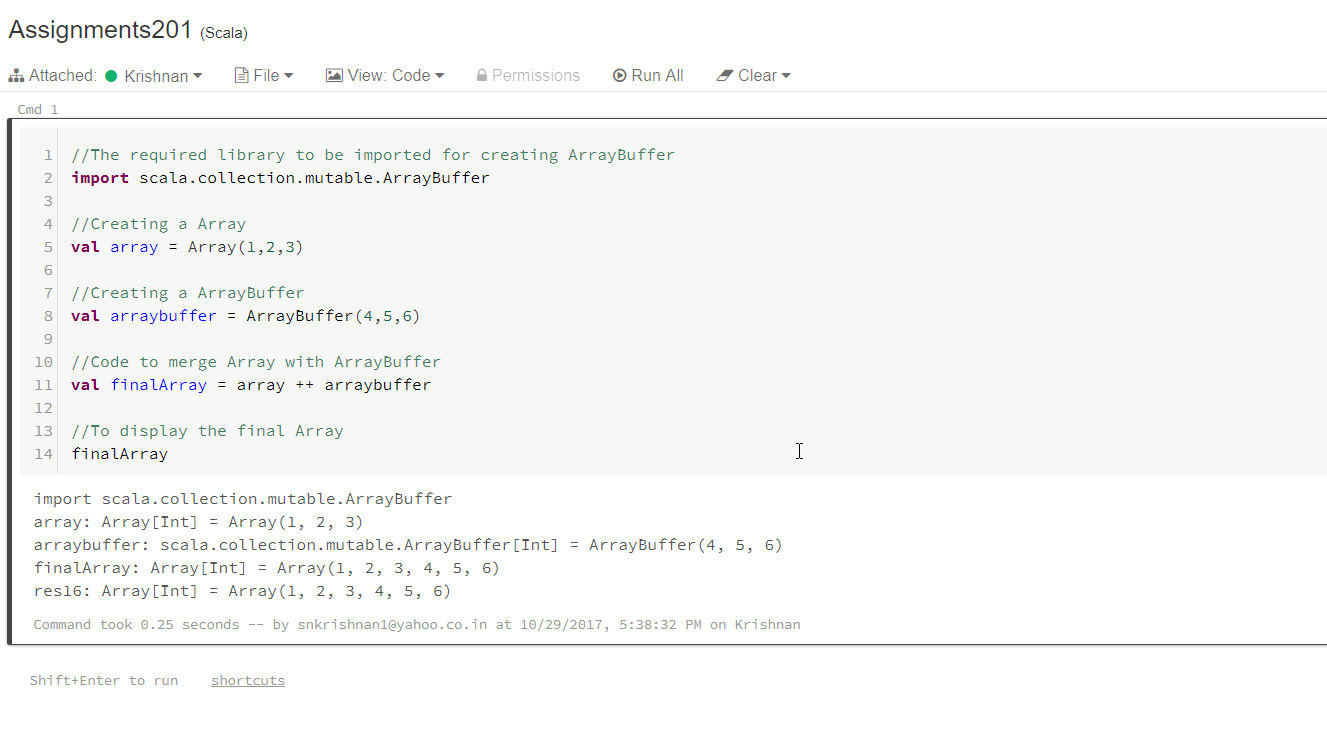 Assignments201 (Scala)
Attached: Krishnan File View: Code Permissions Run All Clear
Cmd 1
1 //The required library to be imported for creating ArrayBuffer
2 import scala.collection.mutable.ArrayBuffer
3
4 //Creating a Array
5 val array = Array(1,2,3)
6
7 //Creating a ArrayBuffer
8 val arraybuffer = ArrayBuffer(4,5,6)
9
10 //Code to merge Array with ArrayBuffer
11 val finalArray = array ++ arraybuffer
12
13 //To display the final Array
14 finalArray
import scala.collection.mutable.ArrayBuffer
array: Array[Int] = Array(1, 2, 3)
arraybuffer: scala.collection.mutable.ArrayBuffer[Int] = ArrayBuffer(4, 5, 6)
finalArray: Array[Int] = Array(1, 2, 3, 4, 5, 6)
res16: Array[Int] = Array(1, 2, 3, 4, 5, 6)
Command took 0.25 seconds -- by snkrishnan1@yahoo.co.in at 10/29/2017, 5:38:32 PM on Krishnan
Shift+Enter to run shortcuts